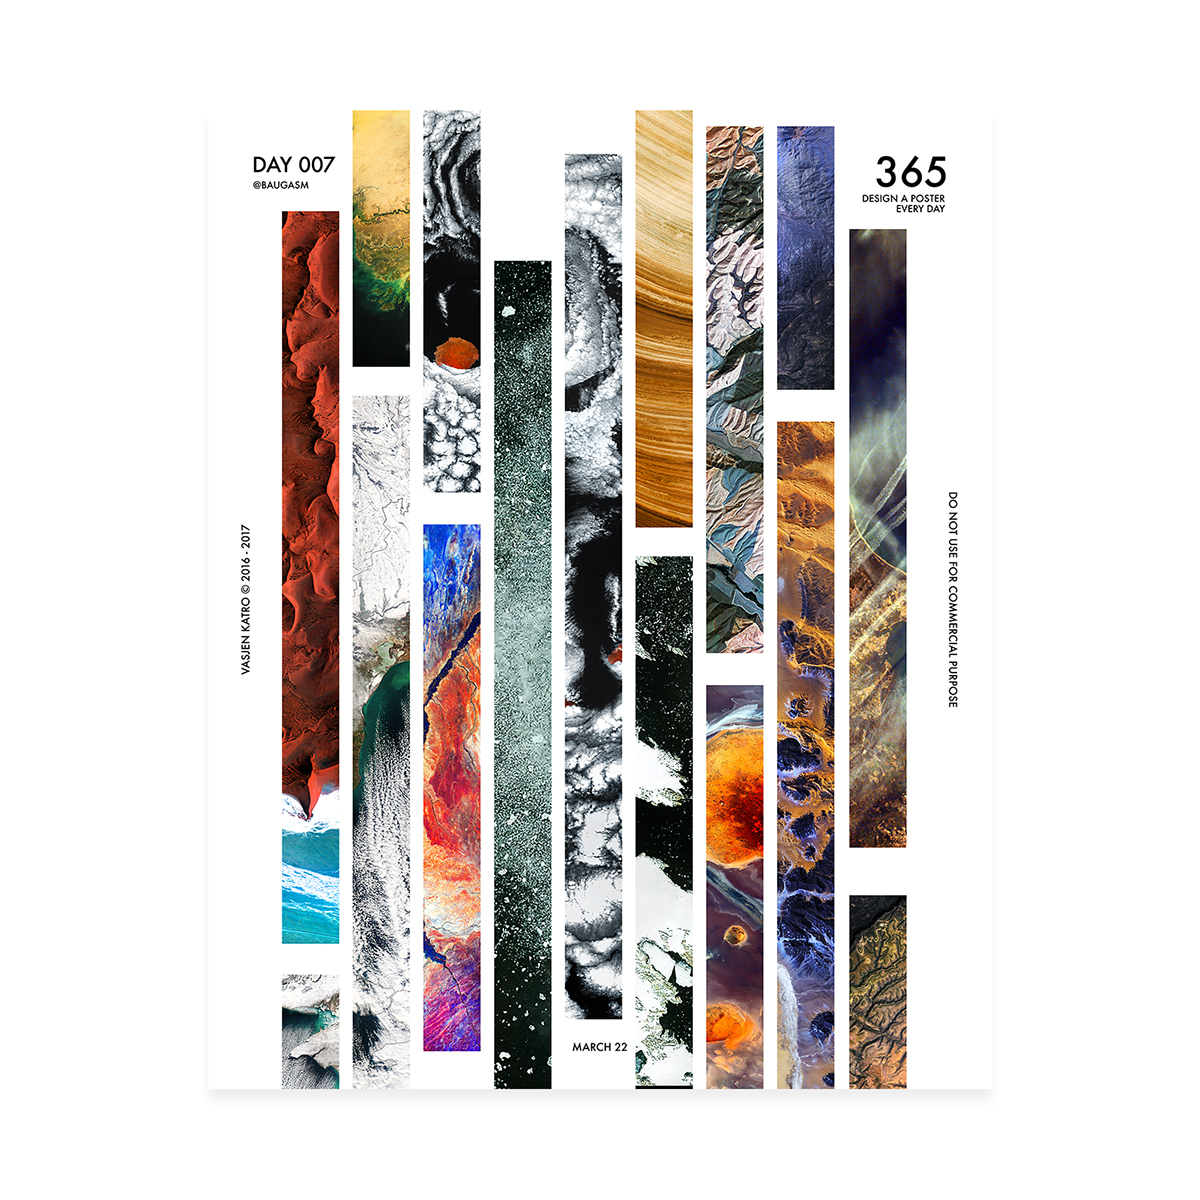 DAY 007
@BAUGASM
365
DESIGN A POSTER
EVERY DAY
VASJEN KATRO © 2016 - 2017
DO NOT USE FOR COMMERCIAL PURPOSE
MARCH 22